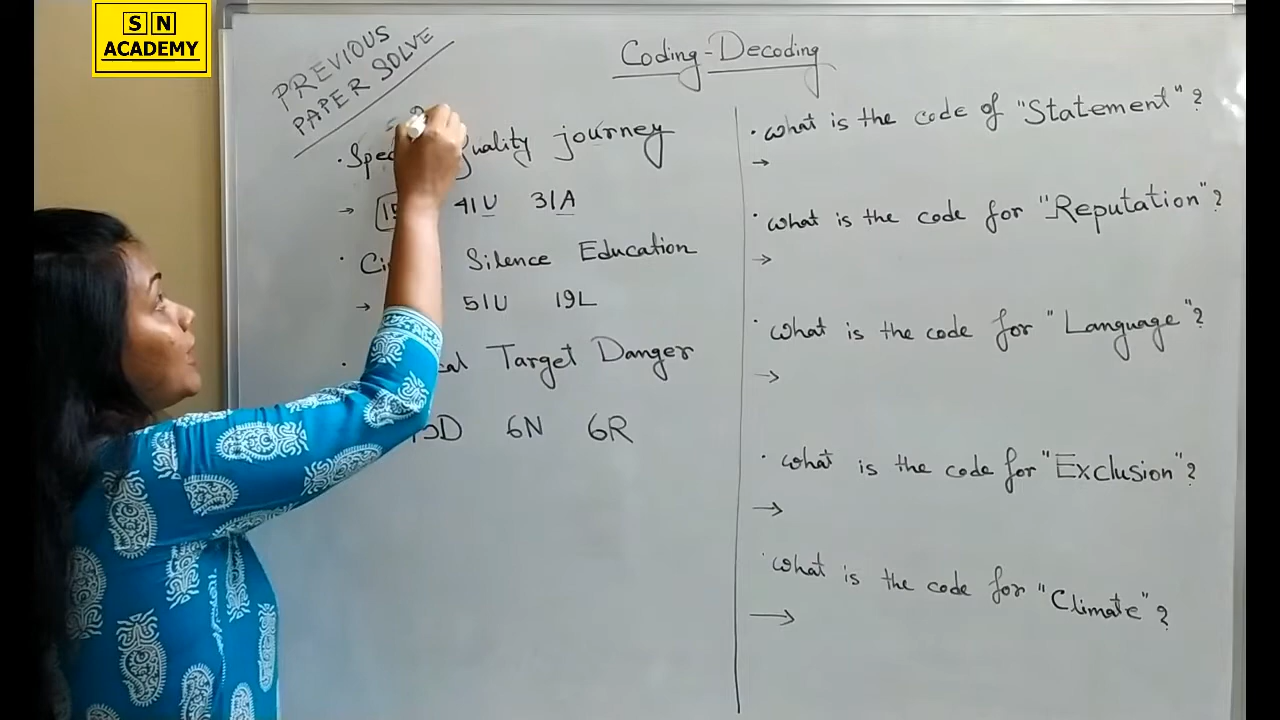 S N
ACADEMY
PREVIOUS
PAPER SOLVE
Coding-Decoding
journey
41U 31A
Silence Education
51U 19L
Target Danger
6N 6R
• What is the code of "Statement"?
→
• What is the code for "Reputation"?
→
• What is the code for "Language"?
→
• What is the code for "Exclusion"?
→
• What is the code for "Climate"?
→